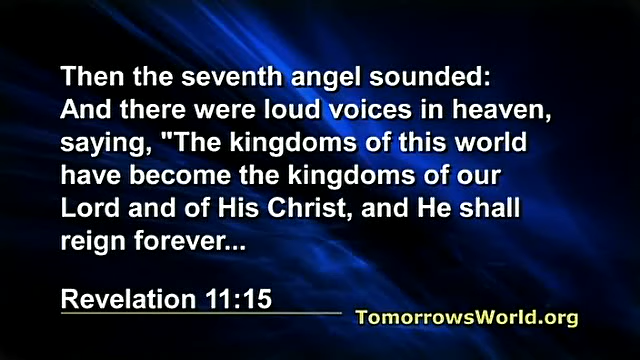 Then the seventh angel sounded:
And there were loud voices in heaven,
saying, "The kingdoms of this world
have become the kingdoms of our
Lord and of His Christ, and He shall
reign forever...
Revelation 11:15
TomorrowsWorld.org